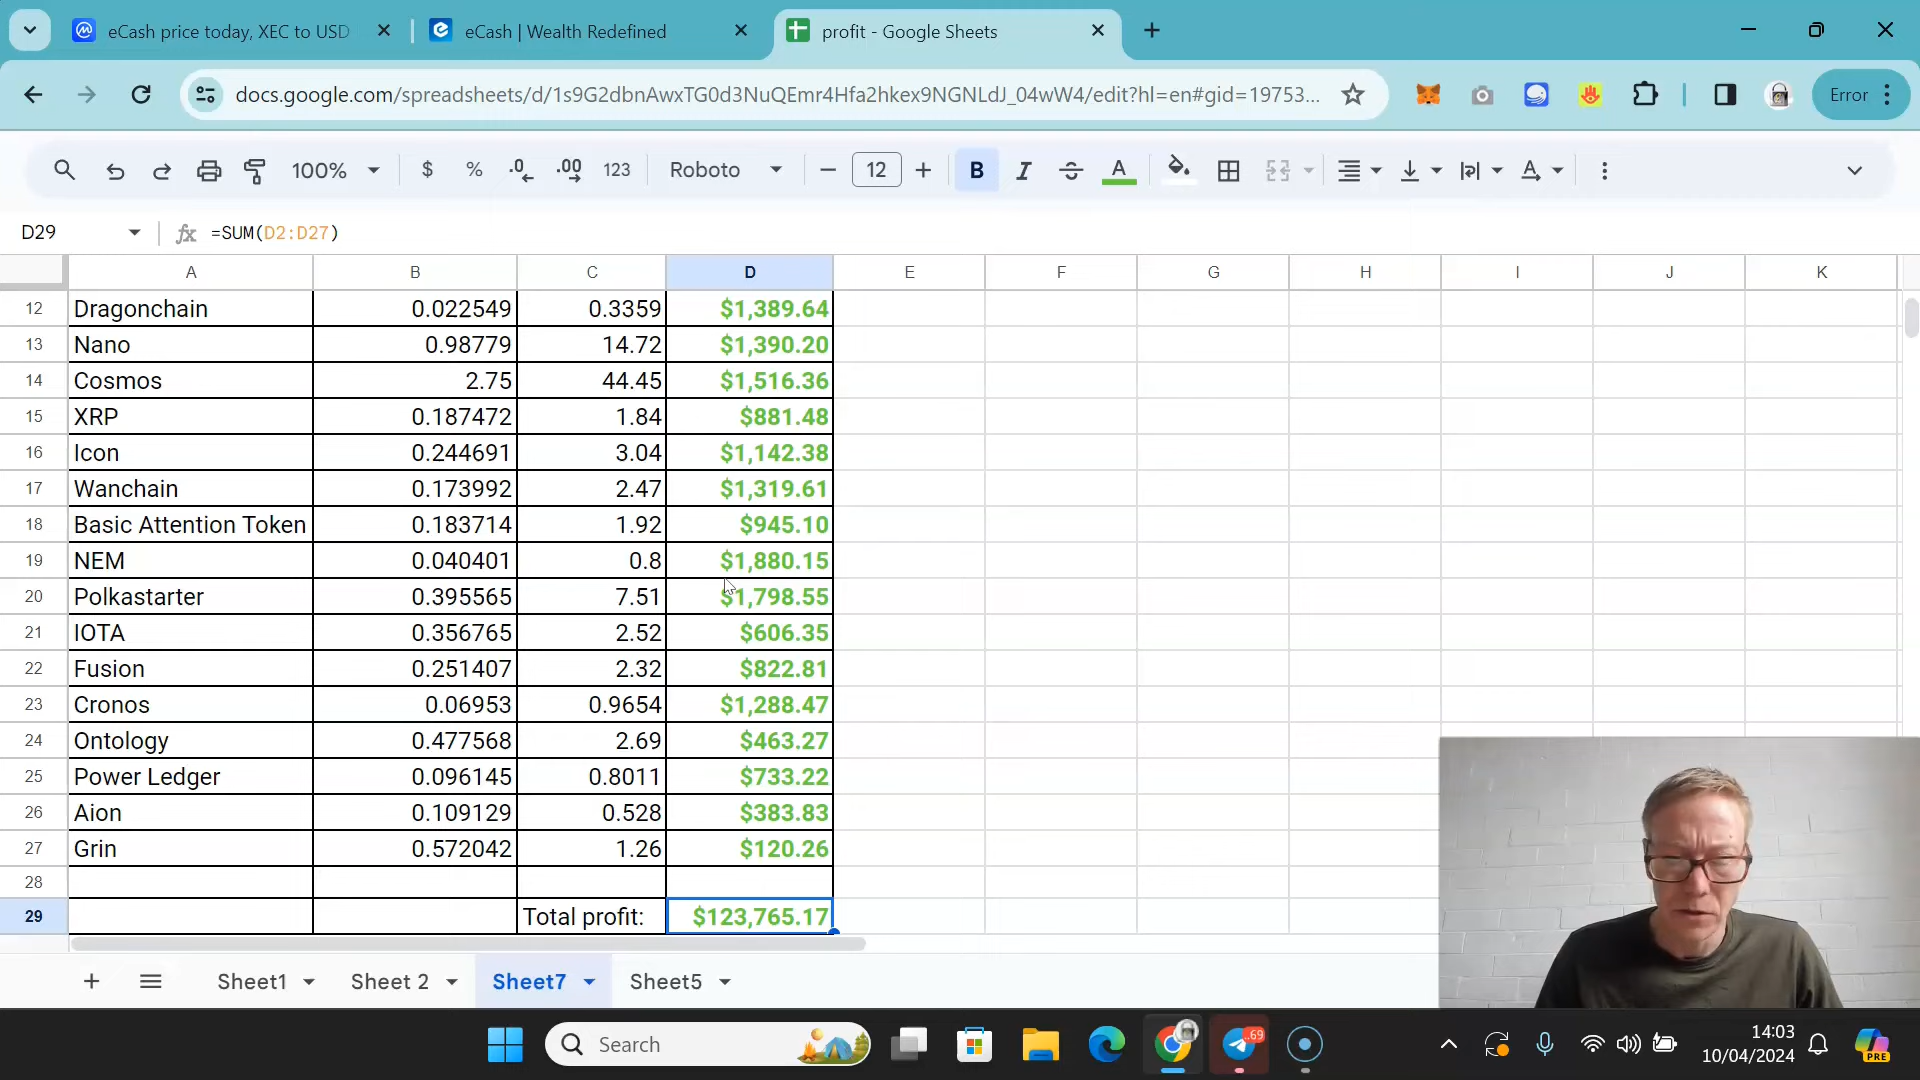 eCash price today, XEC to USD
eCash | Wealth Redefined
profit - Google Sheets
docs.google.com/spreadsheets/d/1s9G2dbnAwxTG0d3NuQEmr4Hfa2hkex9NGNLdJ_04wW4/edit?hl=en#gid=19753...
Error
100% $ % .0 .00 123 Roboto 12 B I S A A
D29 fx =SUM(D2:D27)
A B C D E F G H I J K
12 Dragonchain 0.022549 0.3359 $1,389.64
13 Nano 0.98779 14.72 $1,390.20
14 Cosmos 2.75 44.45 $1,516.36
15 XRP 0.187472 1.84 $881.48
16 Icon 0.244691 3.04 $1,142.38
17 Wanchain 0.173992 2.47 $1,319.61
18 Basic Attention Token 0.183714 1.92 $945.10
19 NEM 0.040401 0.8 $1,880.15
20 Polkastarter 0.395565 7.51 $1,798.55
21 IOTA 0.356765 2.52 $606.35
22 Fusion 0.251407 2.32 $822.81
23 Cronos 0.06953 0.9654 $1,288.47
24 Ontology 0.477568 2.69 $463.27
25 Power Ledger 0.096145 0.8011 $733.22
26 Aion 0.109129 0.528 $383.83
27 Grin 0.572042 1.26 $120.26
28
29 Total profit: $123,765.17
Sheet1 Sheet 2 Sheet7 Sheet5
Search
69
14:03
10/04/2024
PRE